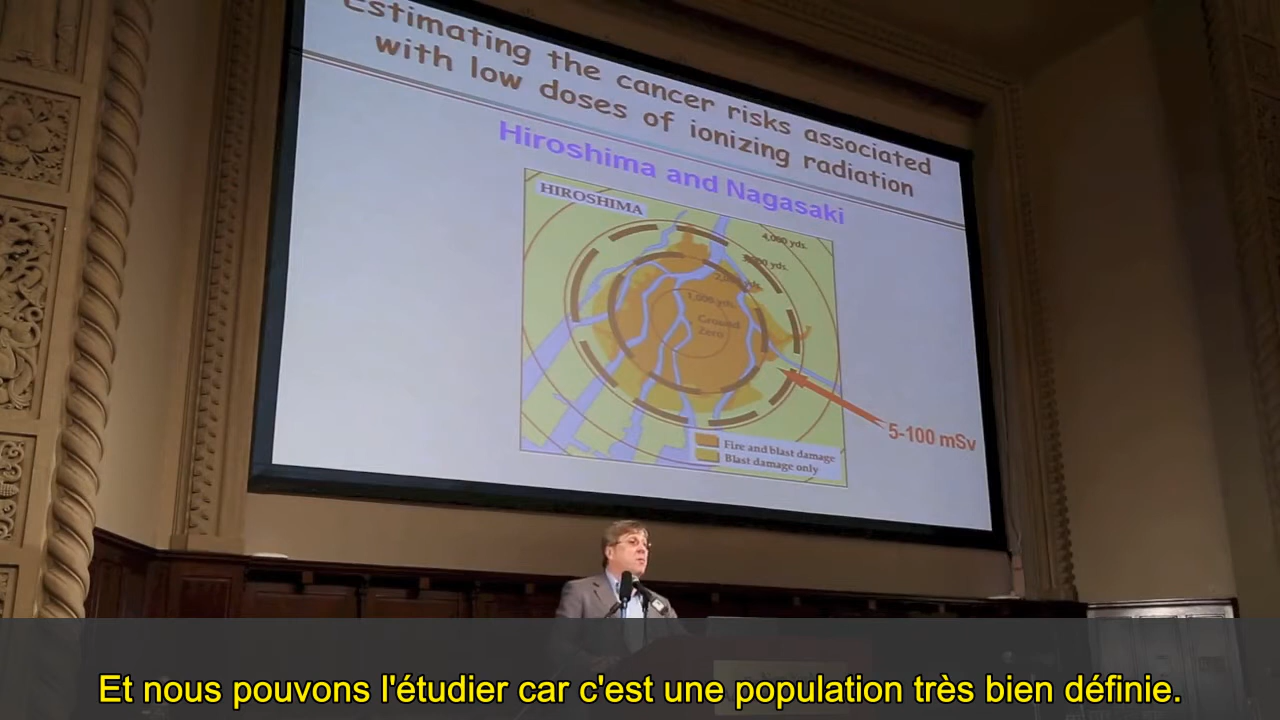 Estimating the cancer risks associated
with low doses of ionizing radiation
Hiroshima and Nagasaki
HIROSHIMA
4,000 yds.
3,000 yds.
2,000 yds.
1,000 yds.
Ground
Zero
5-100 mSv
Fire and blast damage
Blast damage only
Et nous pouvons l'étudier car c'est une population très bien définie.